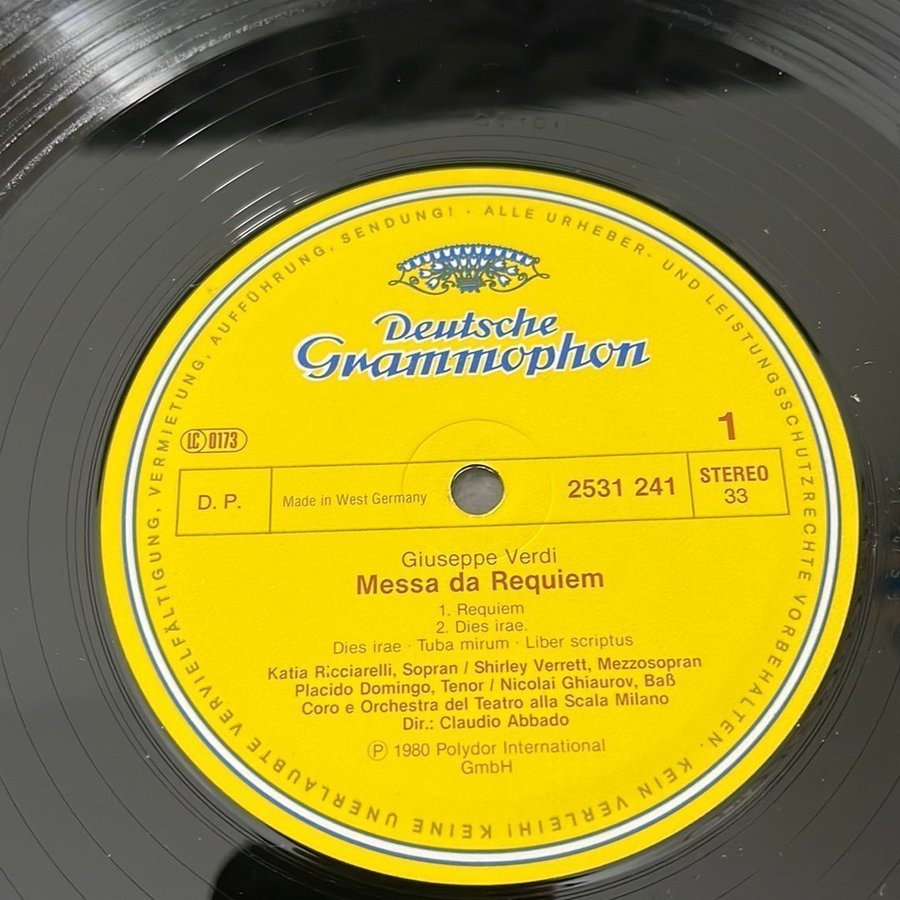 ALLE URHEBER- UND LEISTUNGSSCHUTZRECHTE VORBEHALTEN. KEIN VERLEIH! KEINE UNERLAUBTE VERVIELFÄLTIGUNG, VERMIETUNG, AUFFÜHRUNG, SENDUNG! ·
Deutsche
Grammophon
LC 0173
1
D. P.
Made in West Germany
2531 241
STEREO
33
Giuseppe Verdi
Messa da Requiem
1. Requiem
2. Dies irae.
Dies irae · Tuba mirum · Liber scriptus
Katia Ricciarelli, Sopran / Shirley Verrett, Mezzosopran
Placido Domingo, Tenor / Nicolai Ghiaurov, Baß
Coro e Orchestra del Teatro alla Scala Milano
Dir.: Claudio Abbado
Ⓟ 1980 Polydor International
GmbH